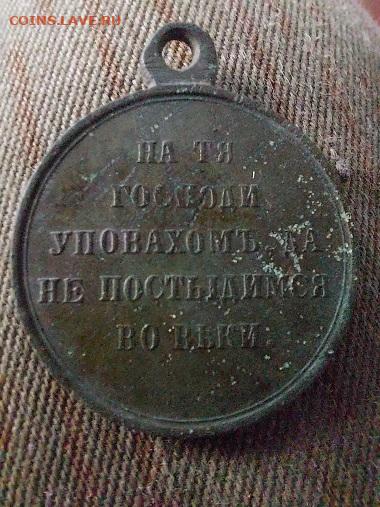 COINS.LAVE.RU
НА ТЯ
ГОСПОДИ
УПОВАХОМЪ, ДА
НЕ ПОСТЫДИМСЯ
ВО ВѢКИ.